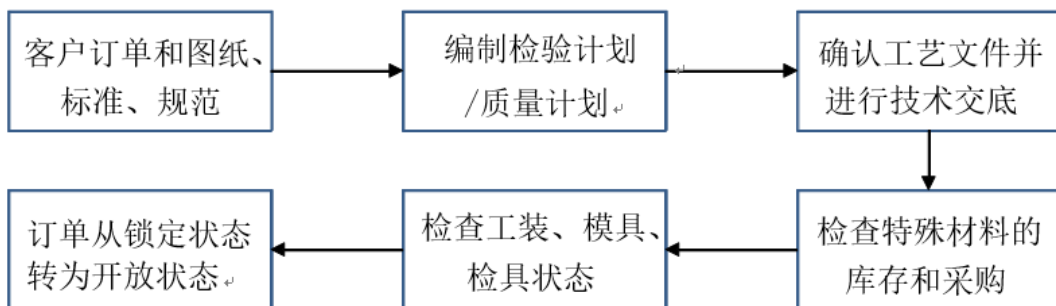 客户订单和图纸、
标准、规范
编制检验计划
/质量计划
确认工艺文件并
进行技术交底
检查特殊材料的
库存和采购
检查工装、模具、
检具状态
订单从锁定状态
转为开放状态